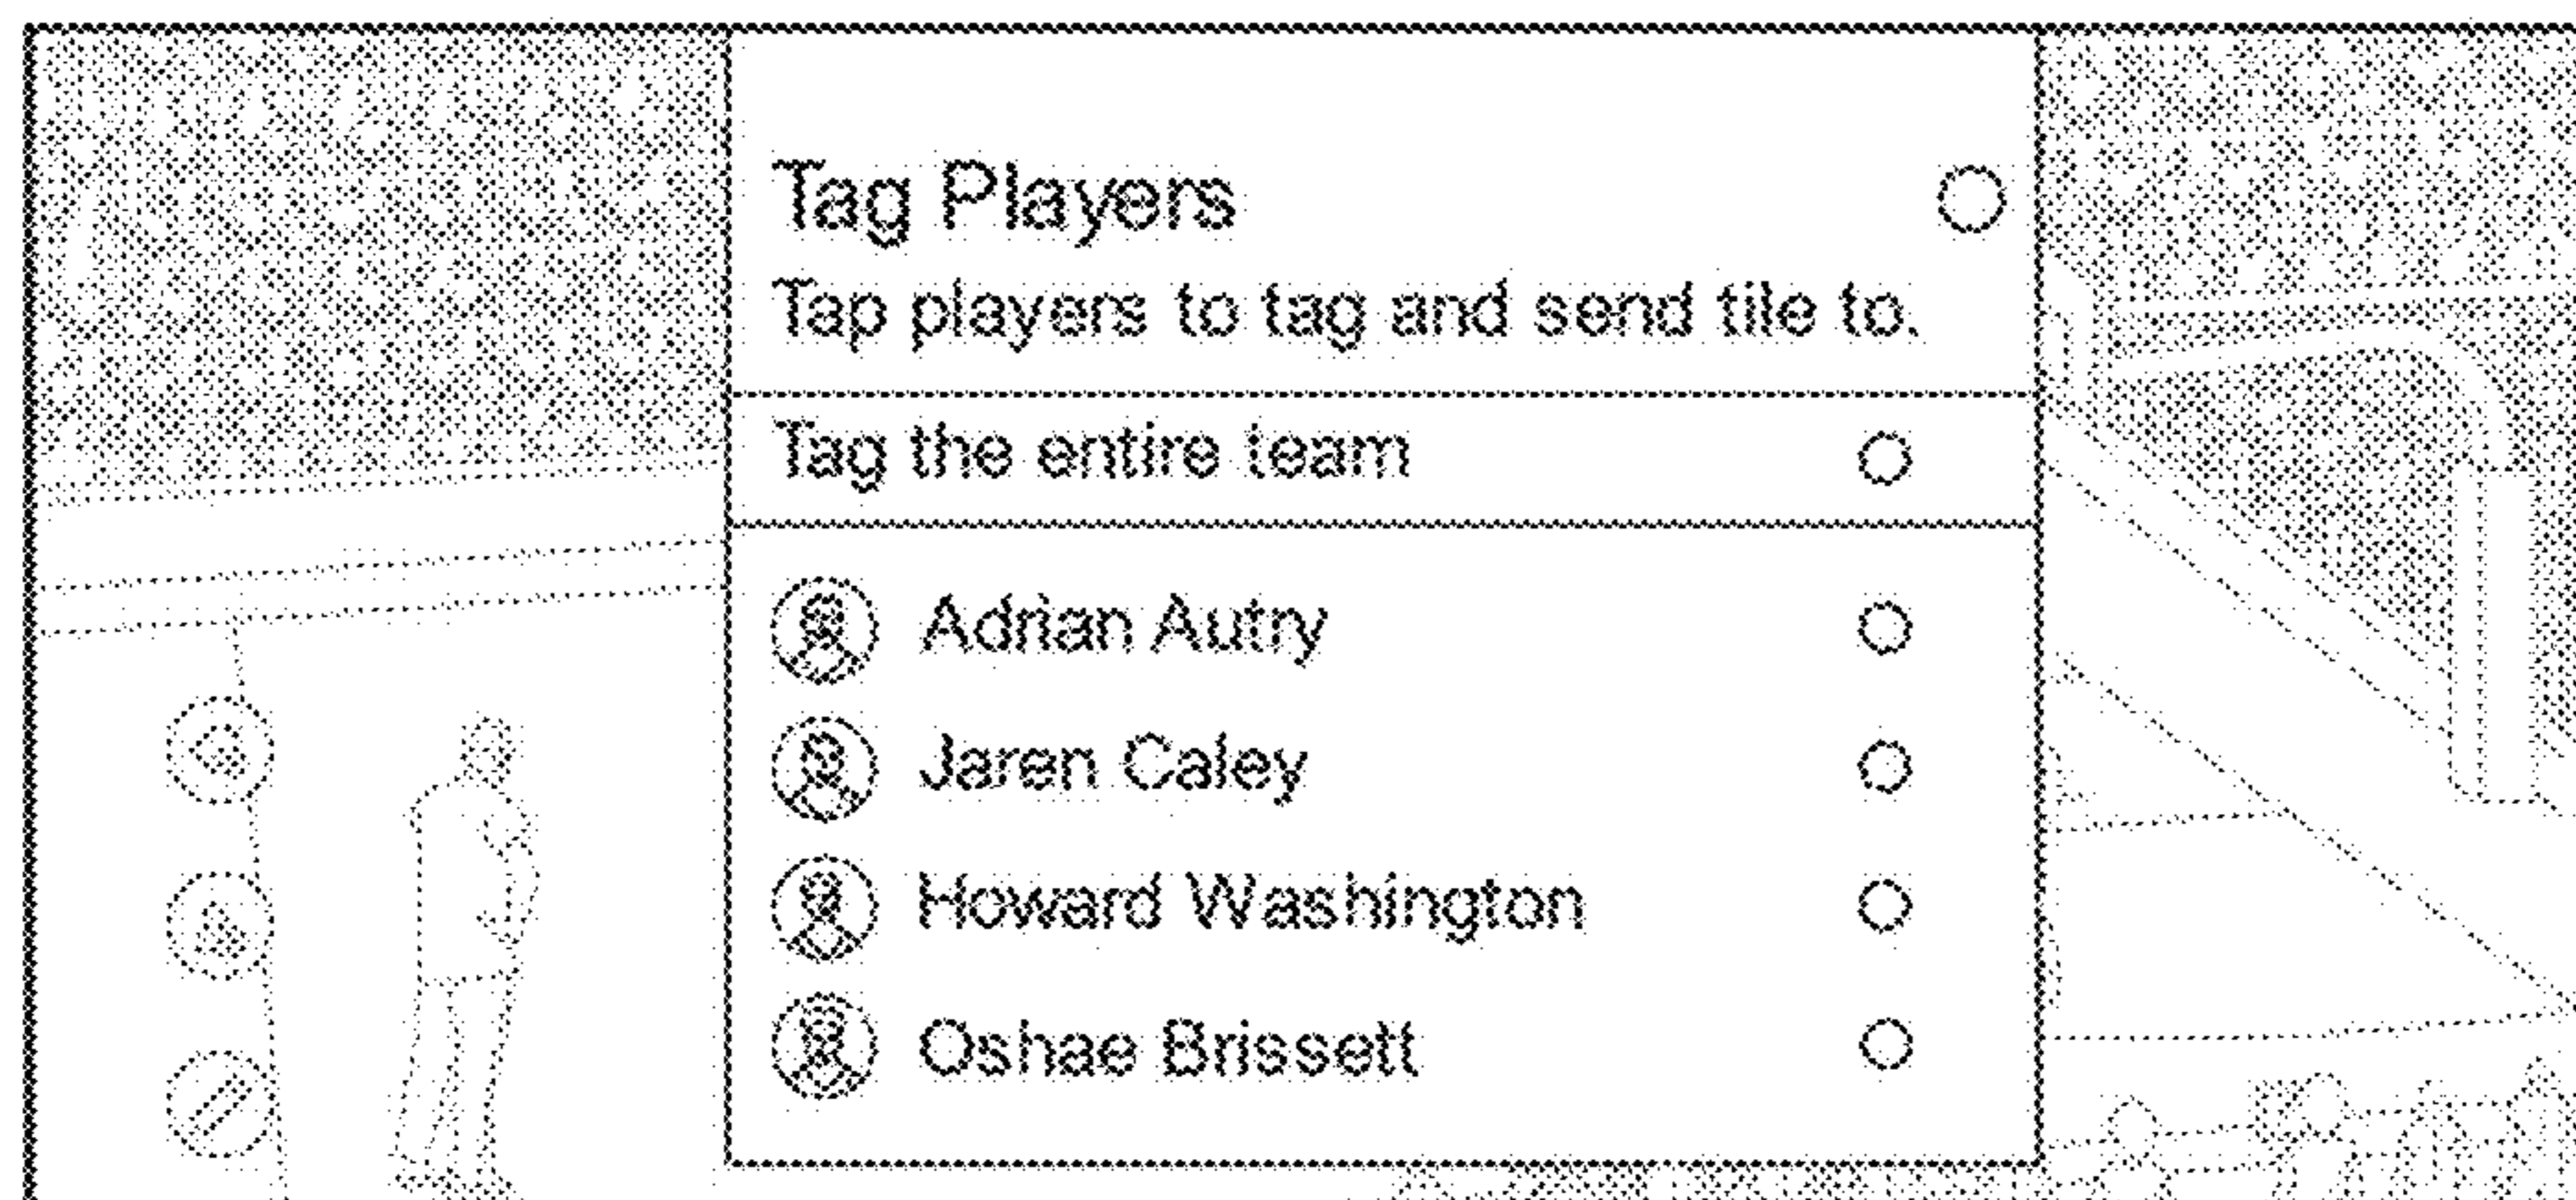 Tag Players
Tap players to tag and send tile to.
Tag the entire team
Adrian Autry
Jaren Caley
Howard Washington
Oshae Brissett